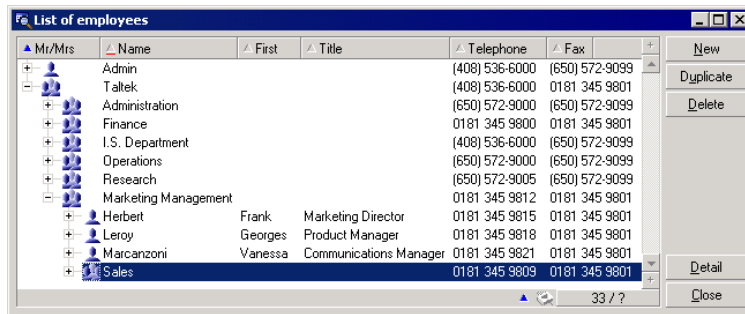 List of employees
Mr/Mrs Name First Title Telephone Fax New
Admin (408) 536-6000 (650) 572-9099
Taltek (408) 536-6000 0181 345 9801 Duplicate
Administration (650) 572-9000 (650) 572-9099 Delete
Finance 0181 345 9800 0181 345 9801
I.S. Department (408) 536-6000 (650) 572-9099
Operations (650) 572-9000 (650) 572-9099
Research (650) 572-9005 (650) 572-9099
Marketing Management 0181 345 9812 0181 345 9801
Herbert Frank Marketing Director 0181 345 9815 0181 345 9801
Leroy Georges Product Manager 0181 345 9818 0181 345 9801
Marcanzoni Vanessa Communications Manager 0181 345 9821 0181 345 9801
Sales 0181 345 9809 0181 345 9801 Detail
33 / ? Close